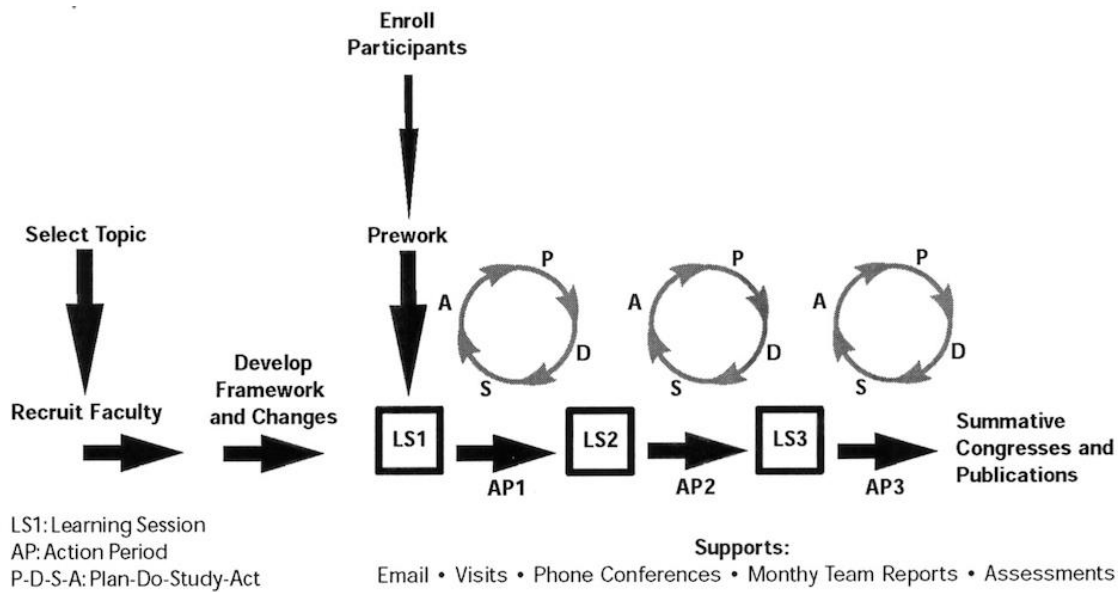 Enroll
Participants
Select Topic
Prework
P
A
D
S
P
A
D
S
P
A
D
S
Develop
Framework
and Changes
Recruit Faculty
LS1
LS2
LS3
AP1
AP2
AP3
Summative
Congresses and
Publications
LS1: Learning Session
AP: Action Period
P-D-S-A: Plan-Do-Study-Act
Supports:
Email • Visits • Phone Conferences • Monthy Team Reports • Assessments